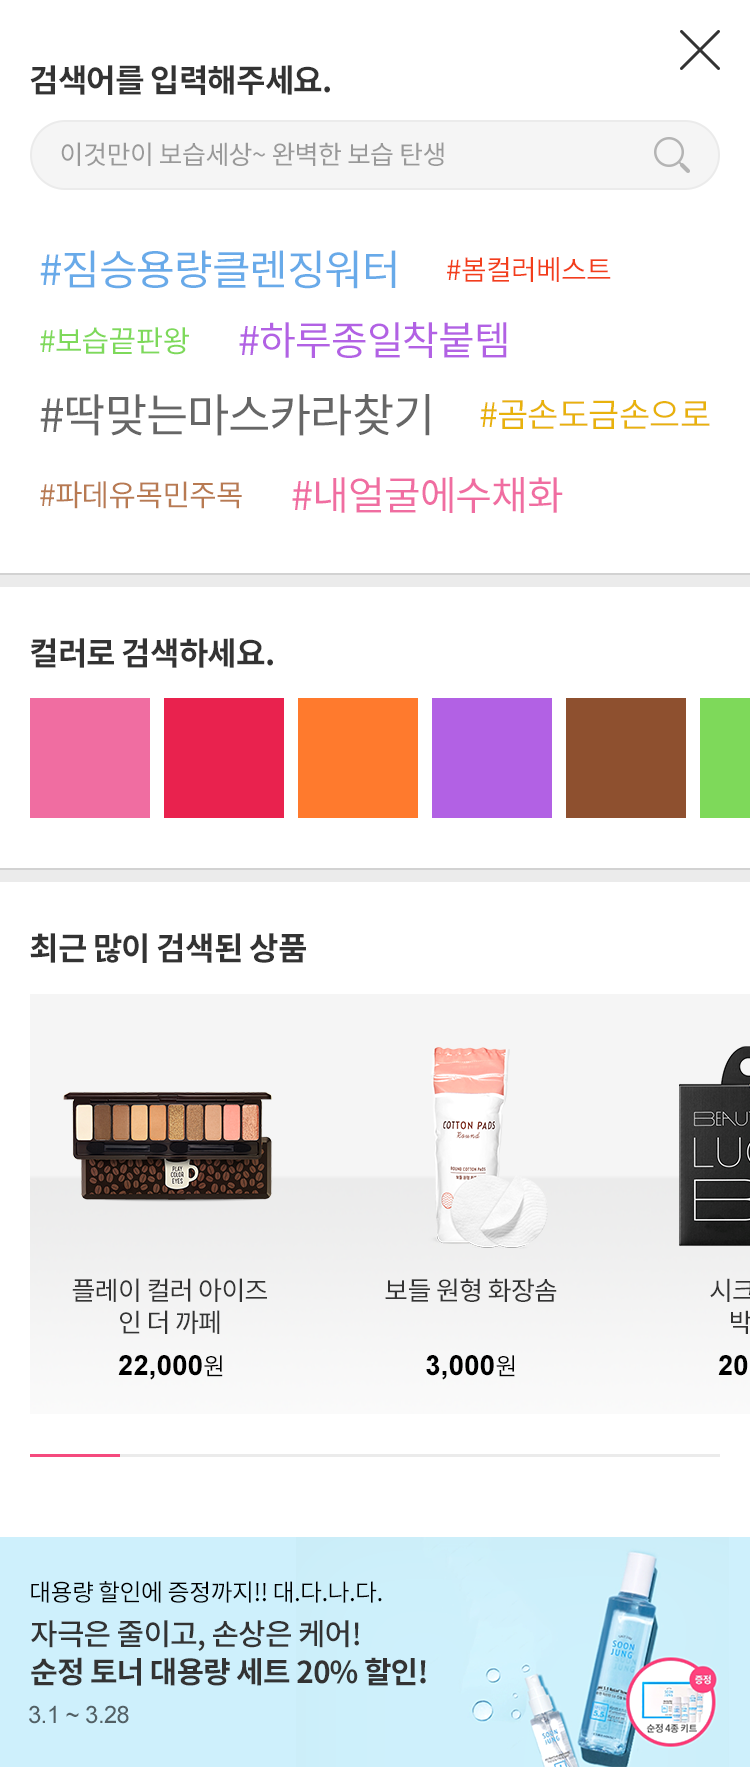 검색어를 입력해주세요.
이것만이 보습세상~ 완벽한 보습 탄생
#짐승용량클렌징워터 #봄컬러베스트
#보습끝판왕 #하루종일착붙템
#딱맞는마스카라찾기 #곰손도금손으로
#파데유목민주목 #내얼굴에수채화
컬러로 검색하세요.
최근 많이 검색된 상품
PLAY
COLOR
EYES
COTTON PADS
Round
ROUND COTTON PADS
플레이 컬러 아이즈
인 더 까페
22,000원
보들 원형 화장솜
3,000원
BEAU
LUC
시크
박
20
대용량 할인에 증정까지!! 대.다.나.다.
자극은 줄이고, 손상은 케어!
순정 토너 대용량 세트 20% 할인!
3.1 ~ 3.28
SOON
JUNG
5.5
SOON
JUNG
증정
순정 4종 키트